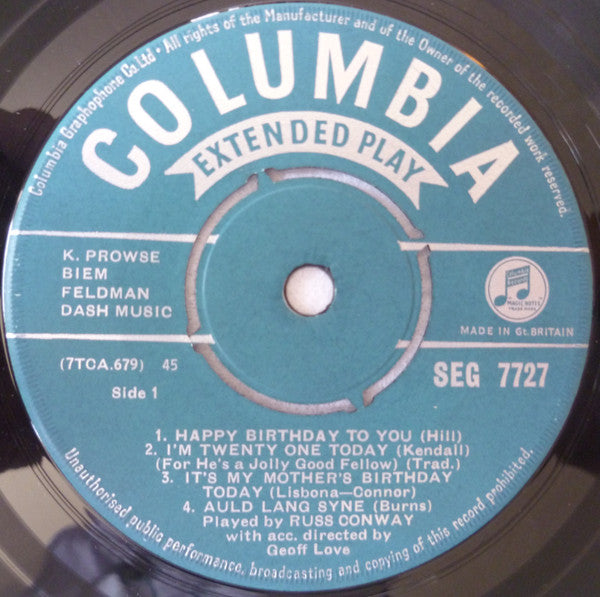 Columbia Graphophone Co. Ltd · All rights of the Manufacturer and of the Owner of the recorded work reserved.
COLUMBIA
EXTENDED PLAY
K. PROWSE
BIEM
FELDMAN
DASH MUSIC
MAGIC NOTES
TRADE MARK
MADE IN Gt. BRITAIN
(7TCA.679) 45
Side 1
SEG 7727
1. HAPPY BIRTHDAY TO YOU (Hill)
2. I'M TWENTY ONE TODAY (Kendall)
(For He's a Jolly Good Fellow) (Trad.)
3. IT'S MY MOTHER'S BIRTHDAY
TODAY (Lisbona—Connor)
4. AULD LANG SYNE (Burns)
Played by RUSS CONWAY
with acc. directed by
Geoff Love
Unauthorised public performance, broadcasting and copying of this record prohibited.